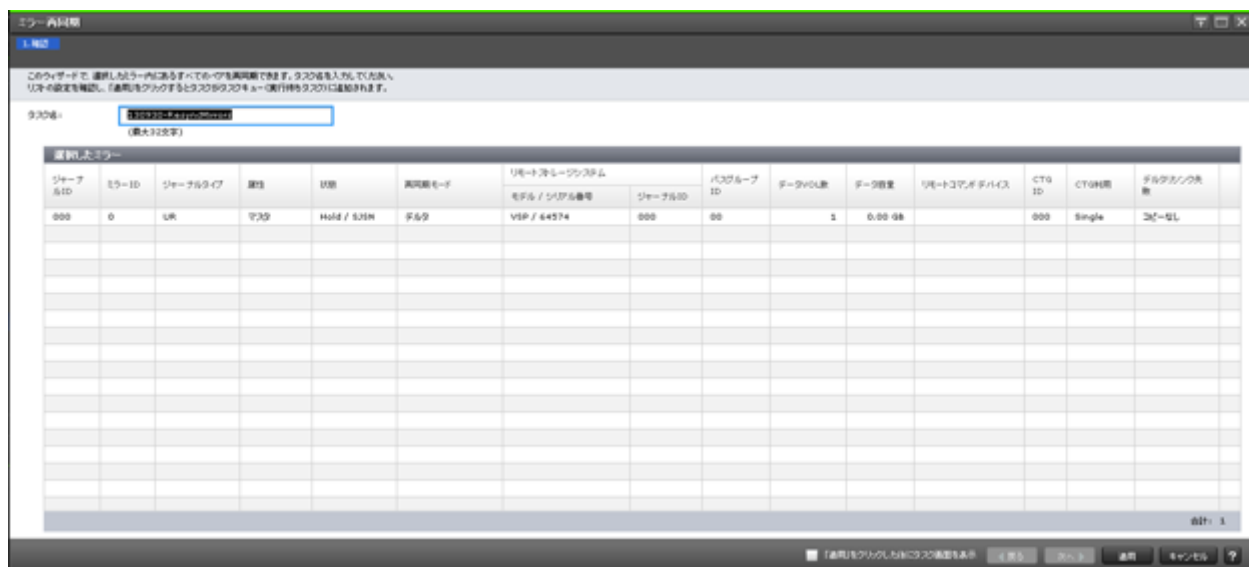 ミラー再同期
1.確認
このウィザードで、選択したミラー内にあるすべてのペアを再同期できます。タスク名を入力してください。
リストの設定を確認し、「適用」をクリックするとタスクがタスクキュー(実行待ちタスク)に追加されます。
タスク名:
(最大32文字)
選択したミラー
ジャーナルID ミラーID ジャーナルタイプ 属性 状態 再同期モード リモートストレージシステム パスグループID データVOL数 データ容量 リモートコマンドデバイス CTG ID CTG利用 デルタリシンク失敗
モデル / シリアル番号 ジャーナルID
000 0 UR マスタ Hold / SJSN デルタ VSP / 64574 000 00 1 0.00 GB 000 Single コピーなし
合計: 1
「適用」をクリックした後にタスク画面を表示 戻る 次へ 適用 キャンセル ?